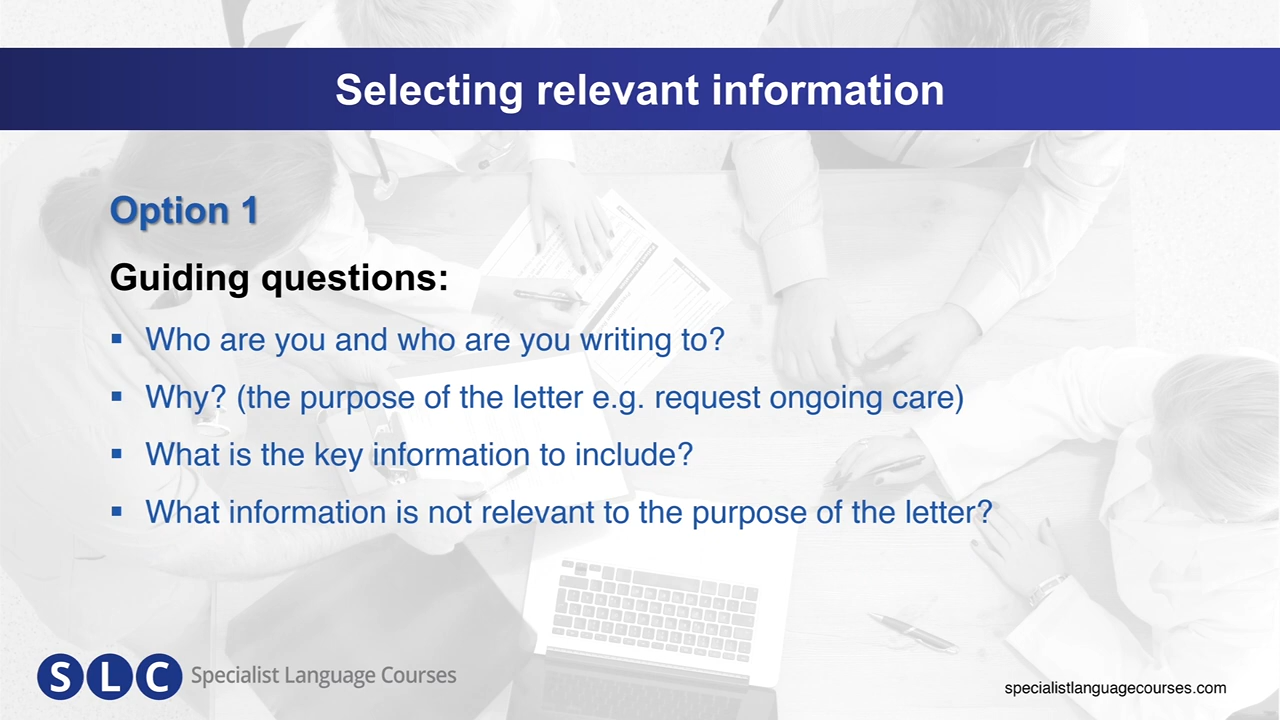 Selecting relevant information
Option 1
Guiding questions:
▪ Who are you and who are you writing to?
▪ Why? (the purpose of the letter e.g. request ongoing care)
▪ What is the key information to include?
▪ What information is not relevant to the purpose of the letter?
SLC Specialist Language Courses
specialistlanguagecourses.com